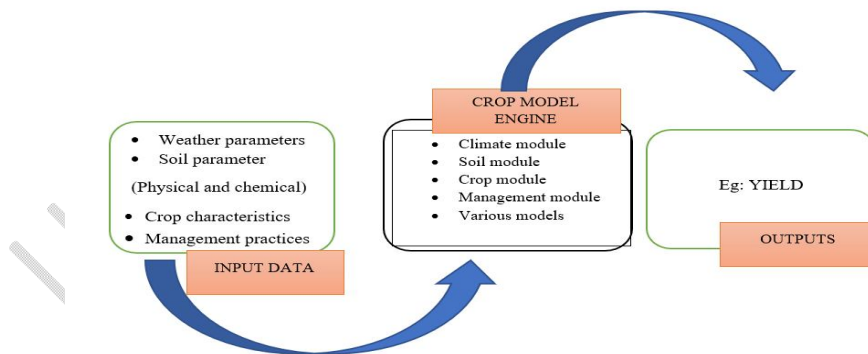 • Weather parameters
• Soil parameter
(Physical and chemical)
• Crop characteristics
• Management practices
INPUT DATA
CROP MODEL
ENGINE
• Climate module
• Soil module
• Crop module
• Management module
• Various models
Eg: YIELD
OUTPUTS